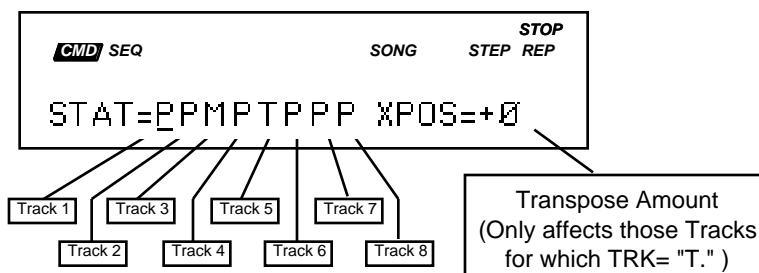 STOP
CMD SEQ SONG STEP REP
STAT=PPMPTPPP XPOS=+0
Track 1 Track 3 Track 5 Track 7
Track 2 Track 4 Track 6 Track 8
Transpose Amount
(Only affects those Tracks
for which TRK= "T." )